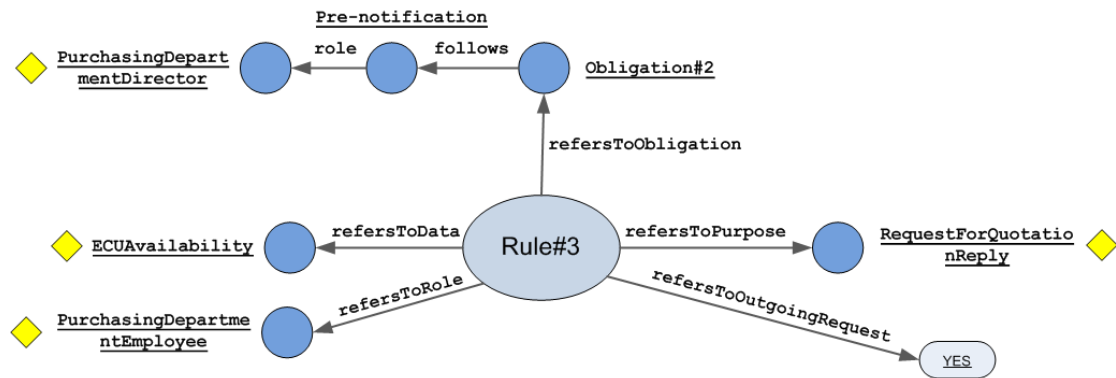 Pre-notification
PurchasingDepart
mentDirector
role
follows
Obligation#2
refersToObligation
ECUAvailability
refersToData
Rule#3
refersToPurpose
RequestForQuotatio
nReply
refersToRole
refersToOutgoingRequest
PurchasingDepartme
ntEmployee
YES